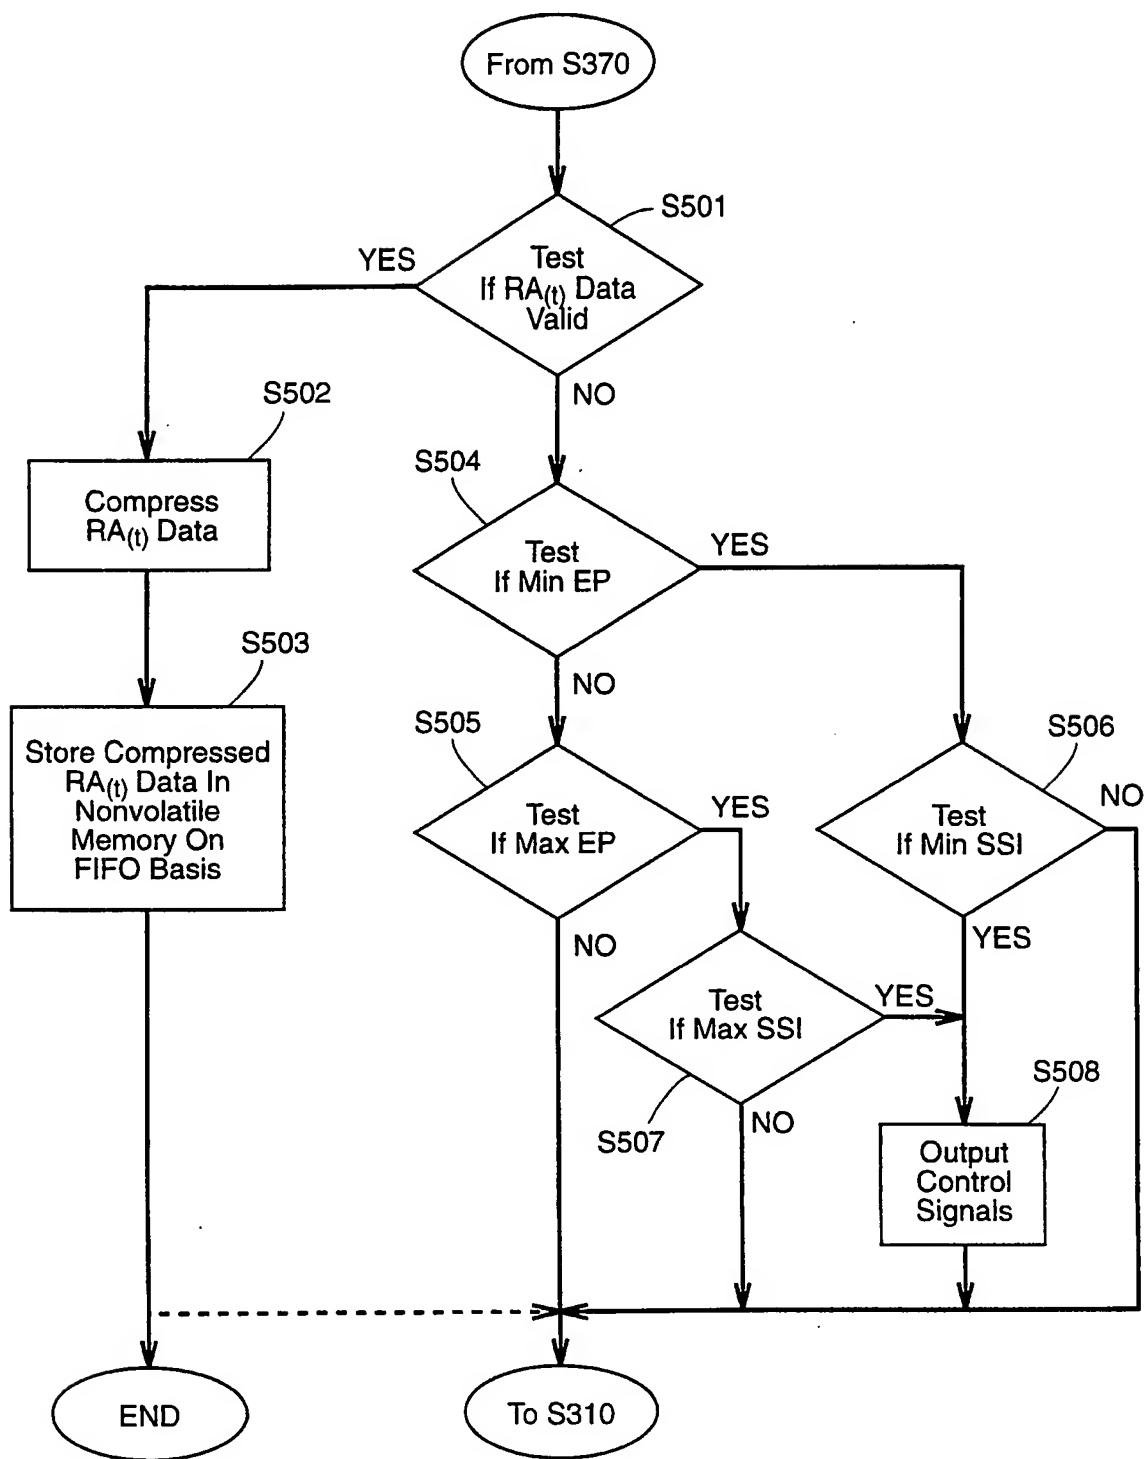 From S370
S501
YES
Test
If RA(t) Data
Valid
NO
S502
Compress
RA(t) Data
S504
Test
If Min EP
YES
NO
S503
Store Compressed
RA(t) Data In
Nonvolatile
Memory On
FIFO Basis
S505
Test
If Max EP
YES
NO
S506
Test
If Min SSI
NO
YES
Test
If Max SSI
YES
S507
NO
S508
Output
Control
Signals
END
To S310